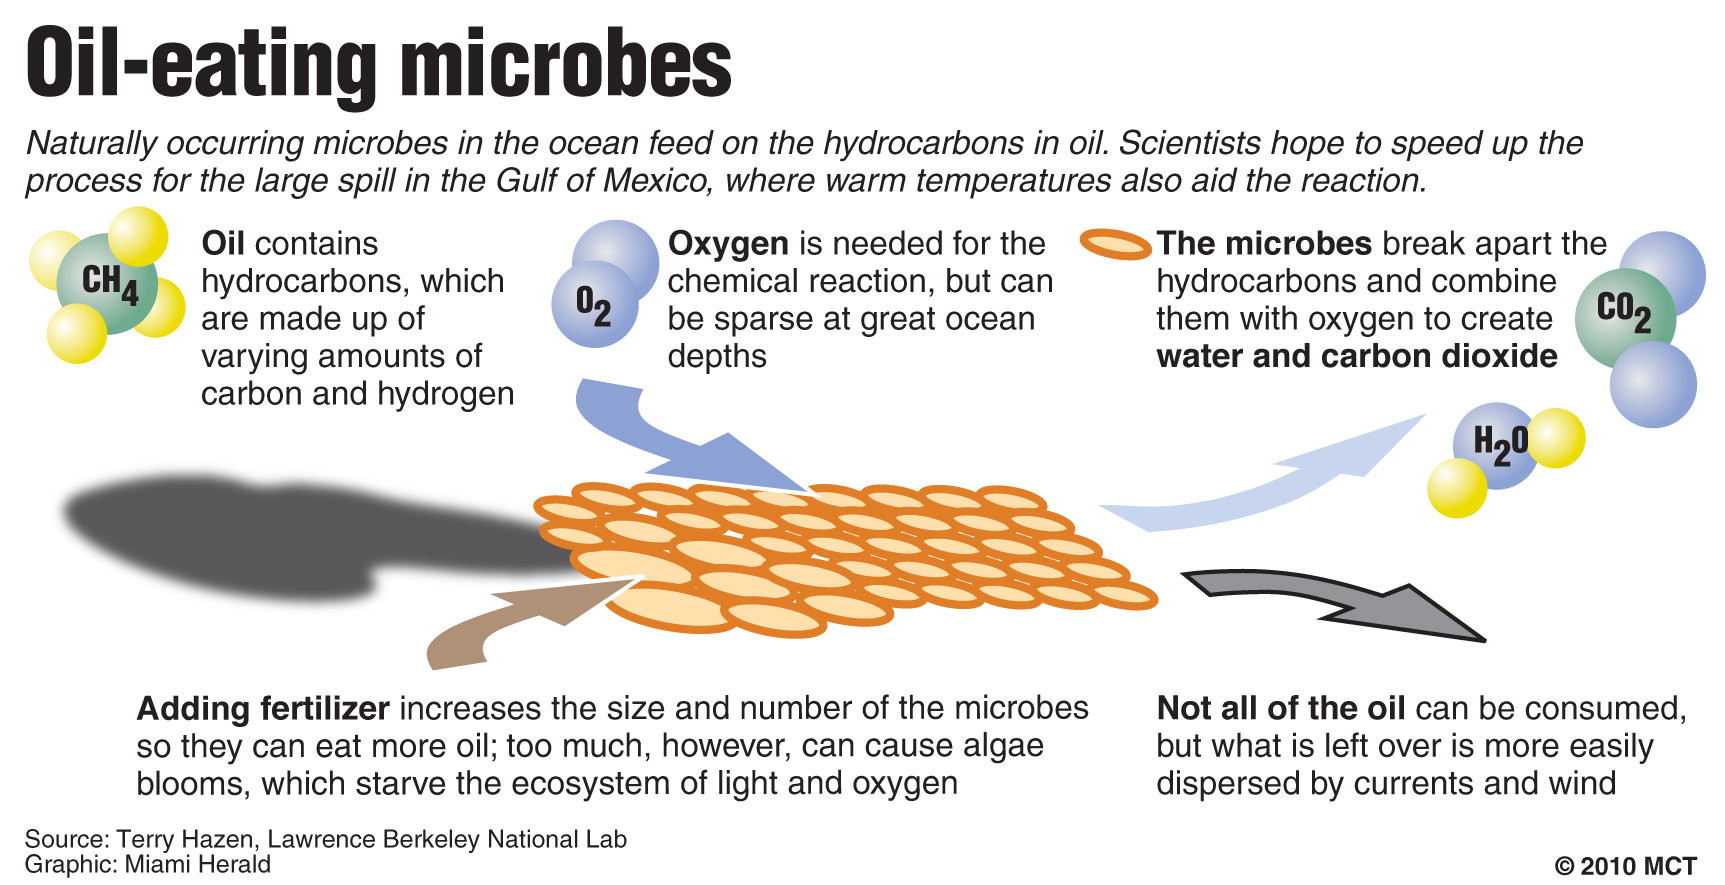 Oil-eating microbes
Naturally occurring microbes in the ocean feed on the hydrocarbons in oil. Scientists hope to speed up the
process for the large spill in the Gulf of Mexico, where warm temperatures also aid the reaction.
CH4
Oil contains
hydrocarbons, which
are made up of
varying amounts of
carbon and hydrogen
O2
Oxygen is needed for the
chemical reaction, but can
be sparse at great ocean
depths
The microbes break apart the
hydrocarbons and combine
them with oxygen to create
water and carbon dioxide
CO2
H2O
Adding fertilizer increases the size and number of the microbes
so they can eat more oil; too much, however, can cause algae
blooms, which starve the ecosystem of light and oxygen
Not all of the oil can be consumed,
but what is left over is more easily
dispersed by currents and wind
Source: Terry Hazen, Lawrence Berkeley National Lab
Graphic: Miami Herald
© 2010 MCT